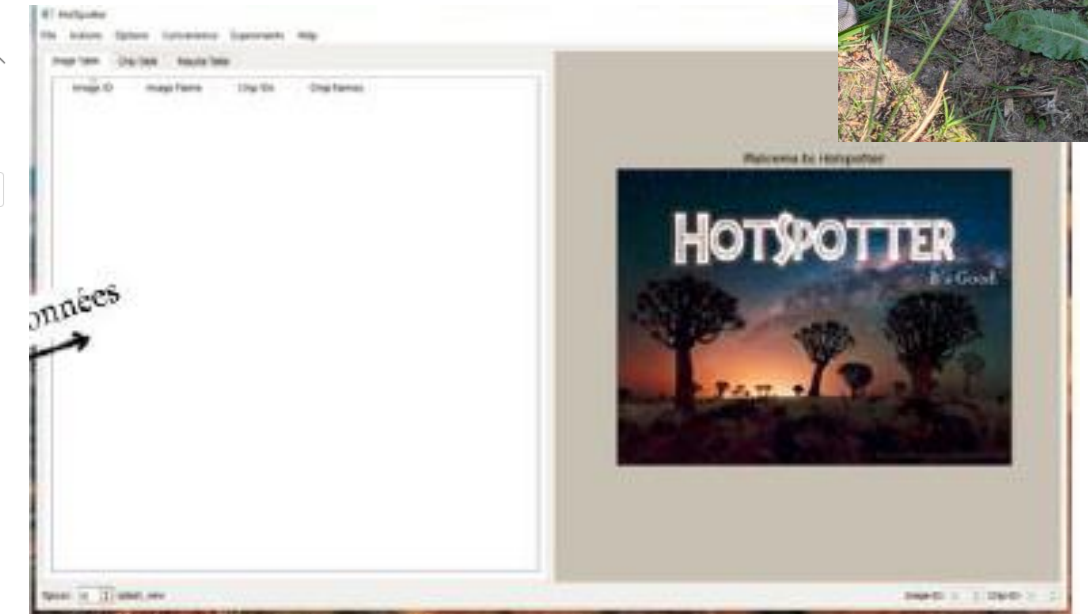 HotSpotter
File Actions Options Convenience Experiments Help
Image Table Chip Table Results Table
Image ID Image Name Chip IDs Chip Names
Welcome to Hotspotter
HOTSPOTTER
It's Good.
onnées
Image ID: Chip ID: